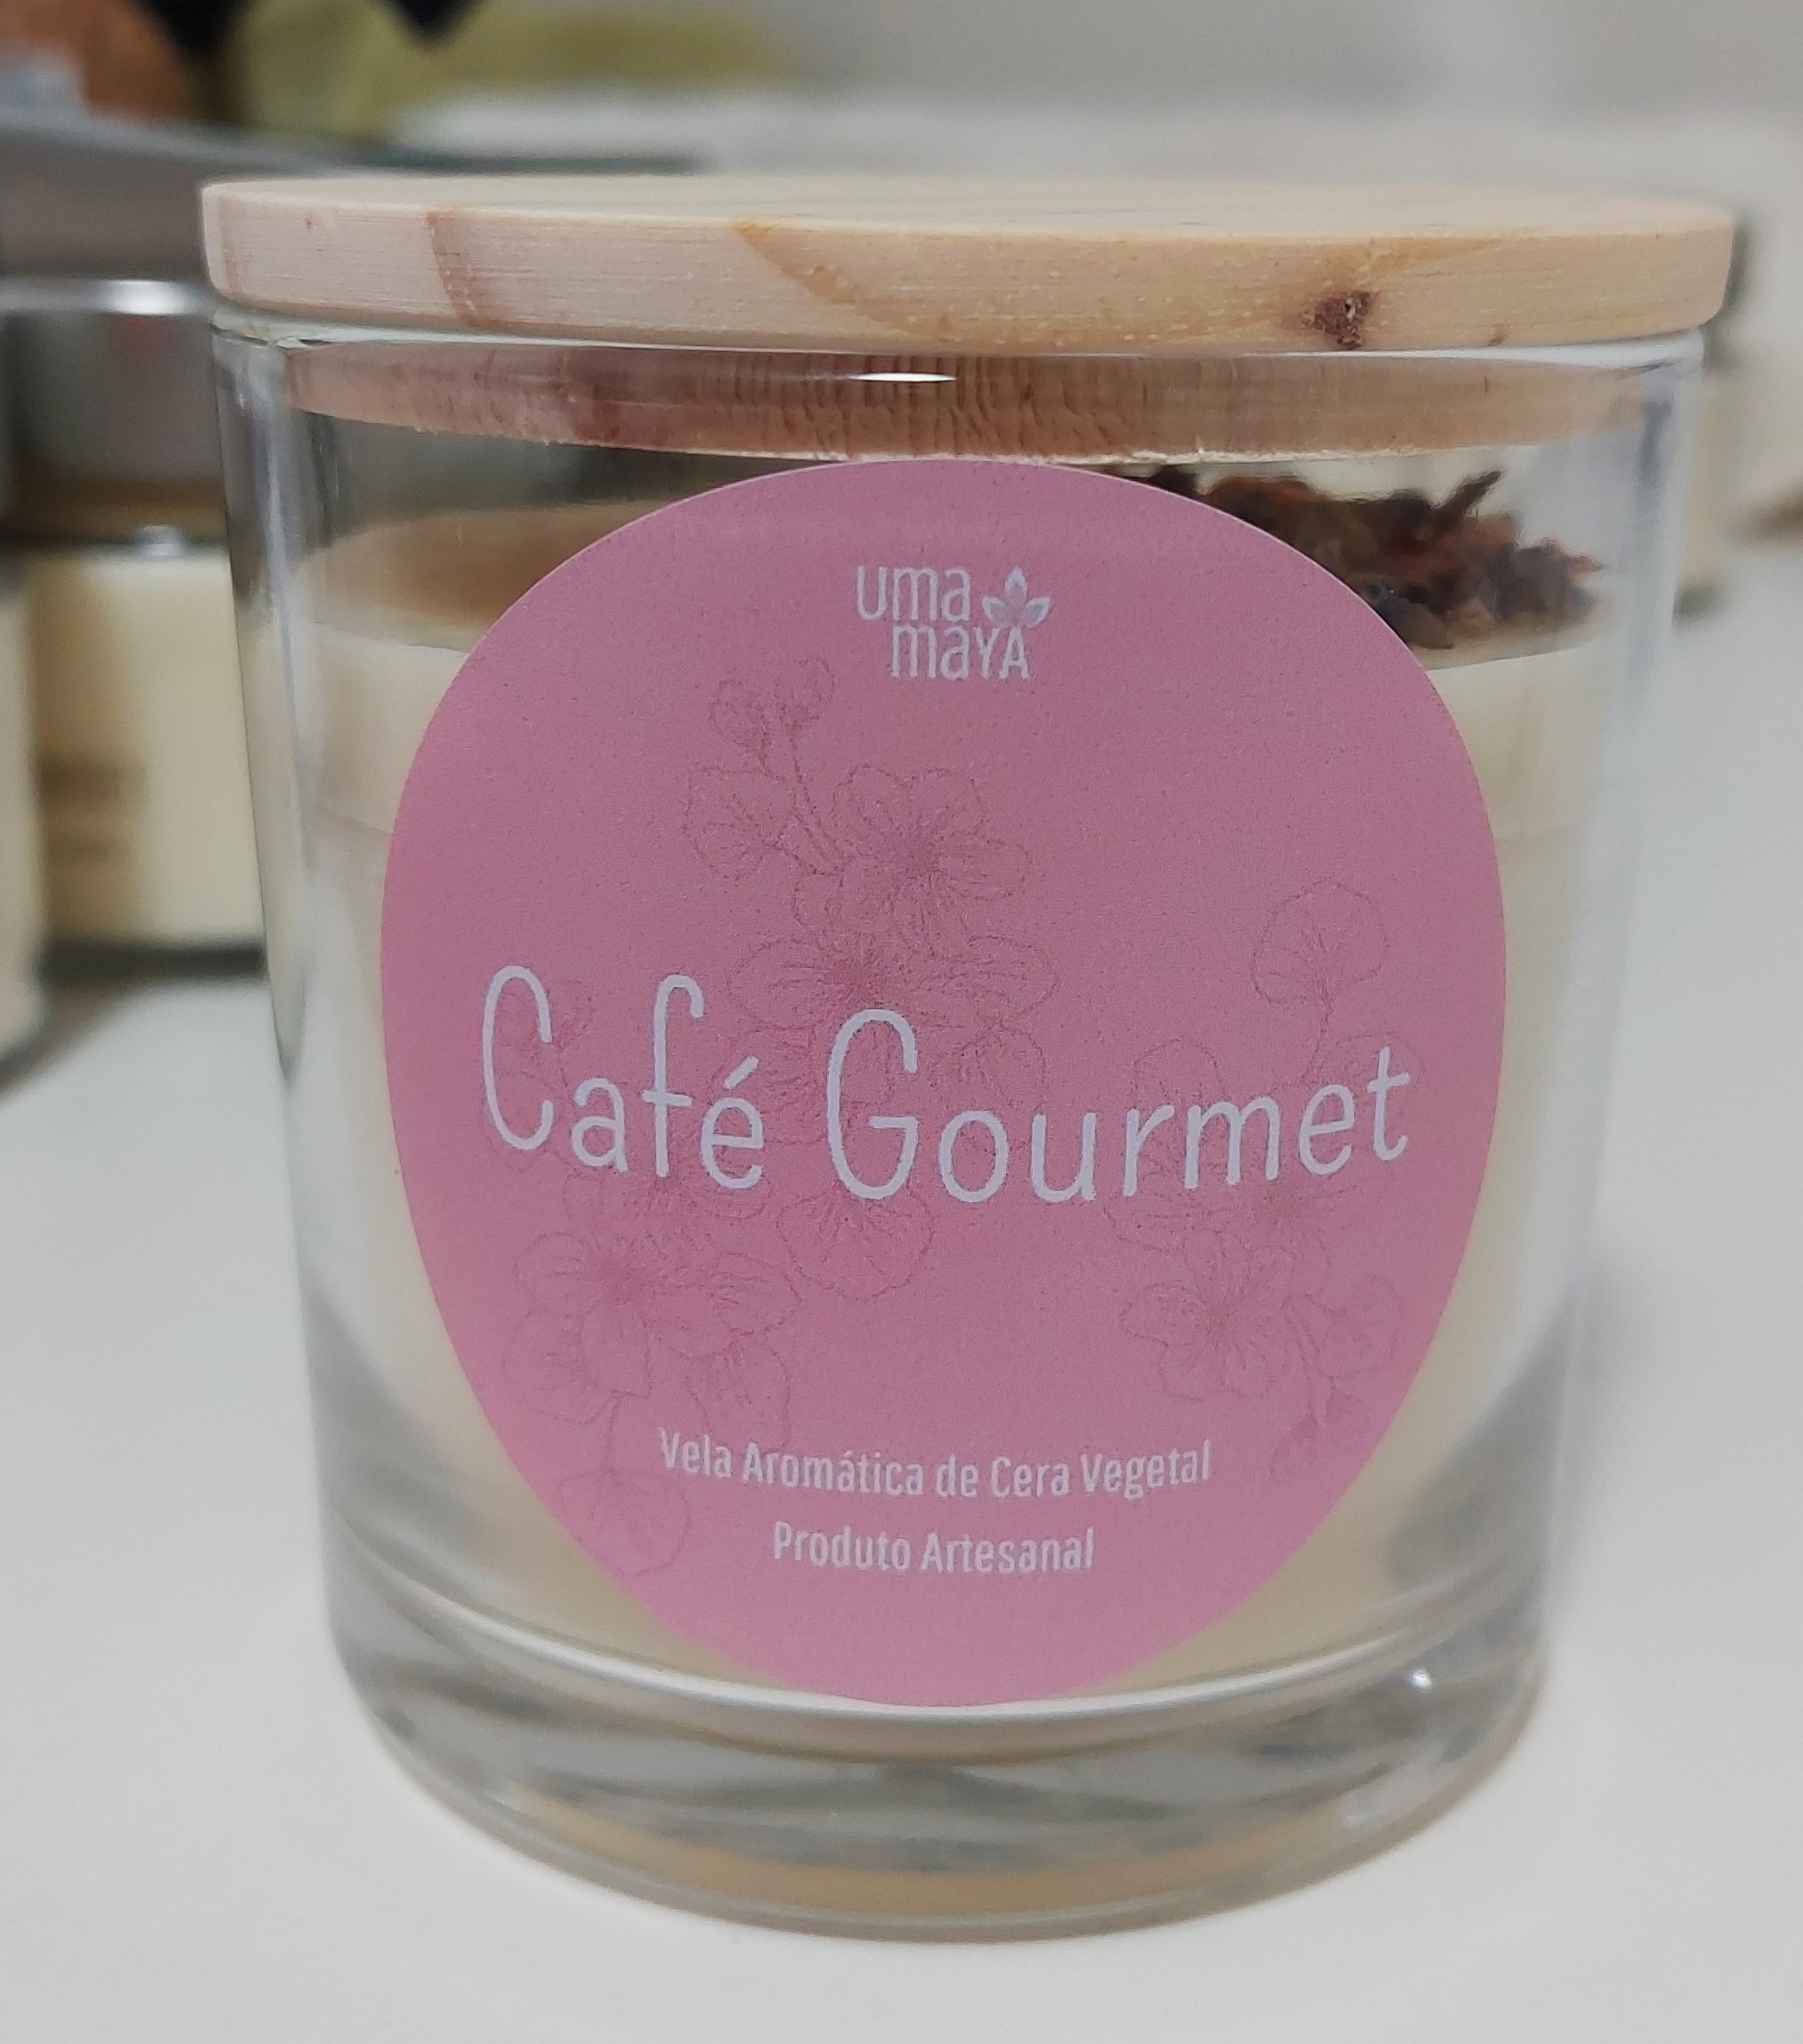 uma
maYA
Café Gourmet
Vela Aromática de Cera Vegetal
Produto Artesanal